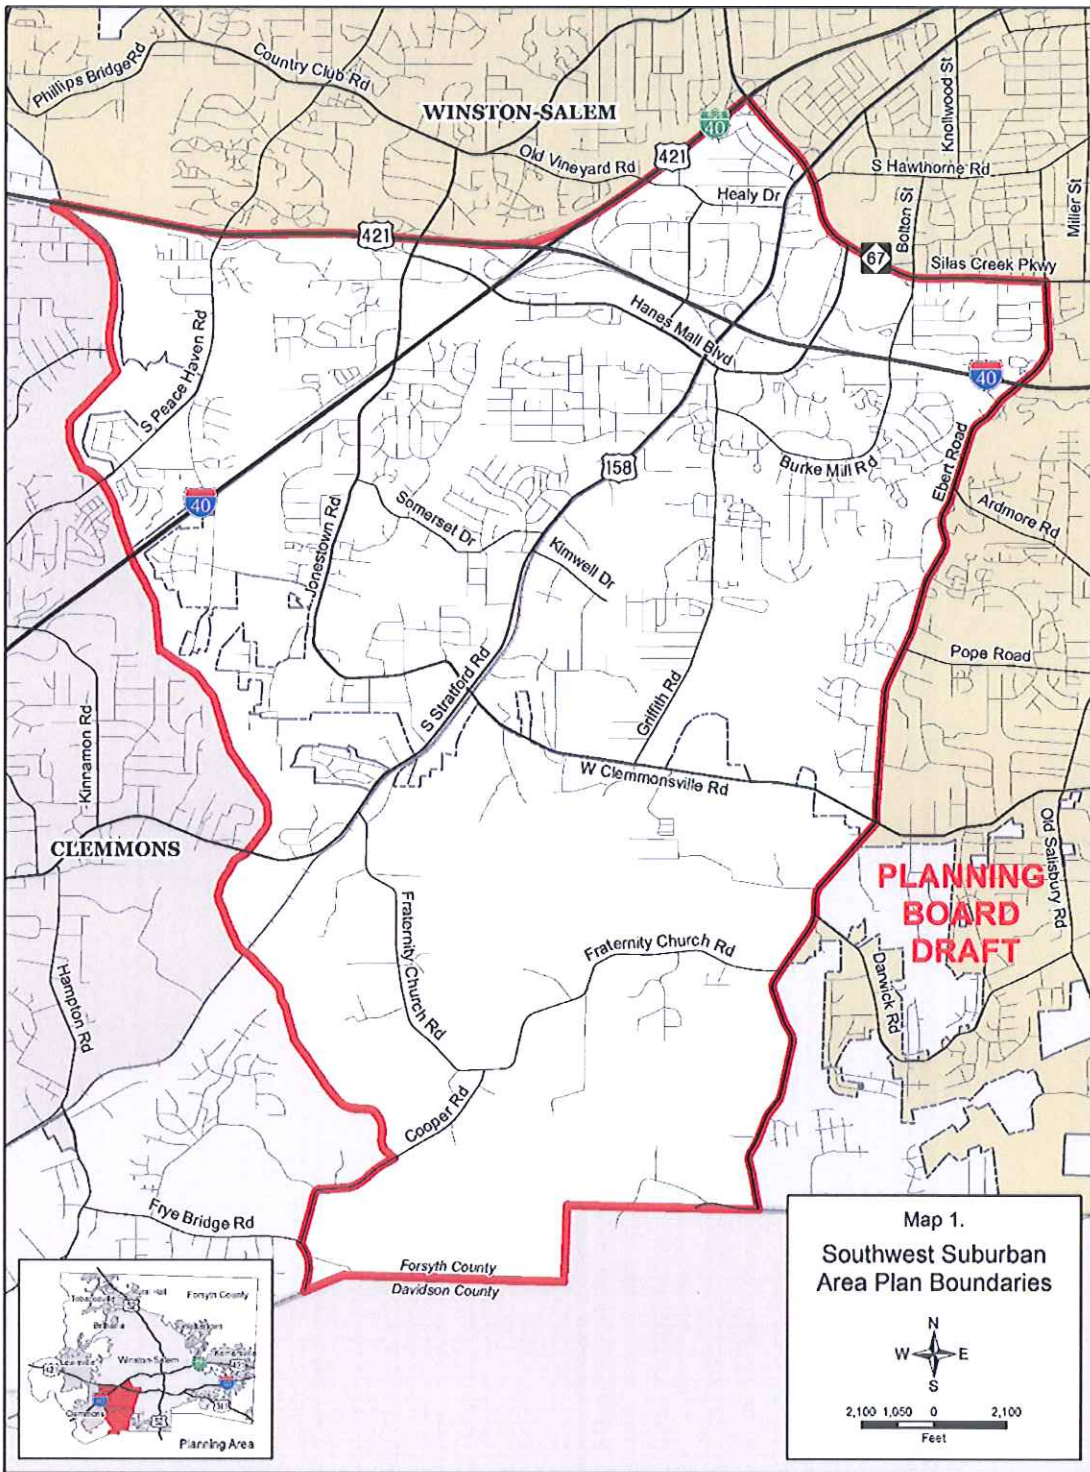 Phillips Bridge Rd
Country Club Rd
WINSTON-SALEM
40
421
Old Vineyard Rd
Healy Dr
Knollwood St
S Hawthorne Rd
Bolton St
Miller St
67
Silas Creek Pkwy
421
Hanes Mall Blvd
S Peace Haven Rd
40
40
158
Burke Mill Rd
Ebert Road
Ardmore Rd
Jonestown Rd
Somerset Dr
Kimwell Dr
Pope Road
S Stratford Rd
Griffith Rd
W Clemmonsville Rd
Kinnamon Rd
CLEMMONS
Old Salisbury Rd
PLANNING
BOARD
DRAFT
Hampton Rd
Fraternity Church Rd
Fraternity Church Rd
Darwick Rd
Cooper Rd
Frye Bridge Rd
Forsyth County
Davidson County
Forsyth County
Winston-Salem
Clemmons
52
Planning Area
Map 1.
Southwest Suburban
Area Plan Boundaries
N
W E
S
2,100 1,050 0 2,100
Feet